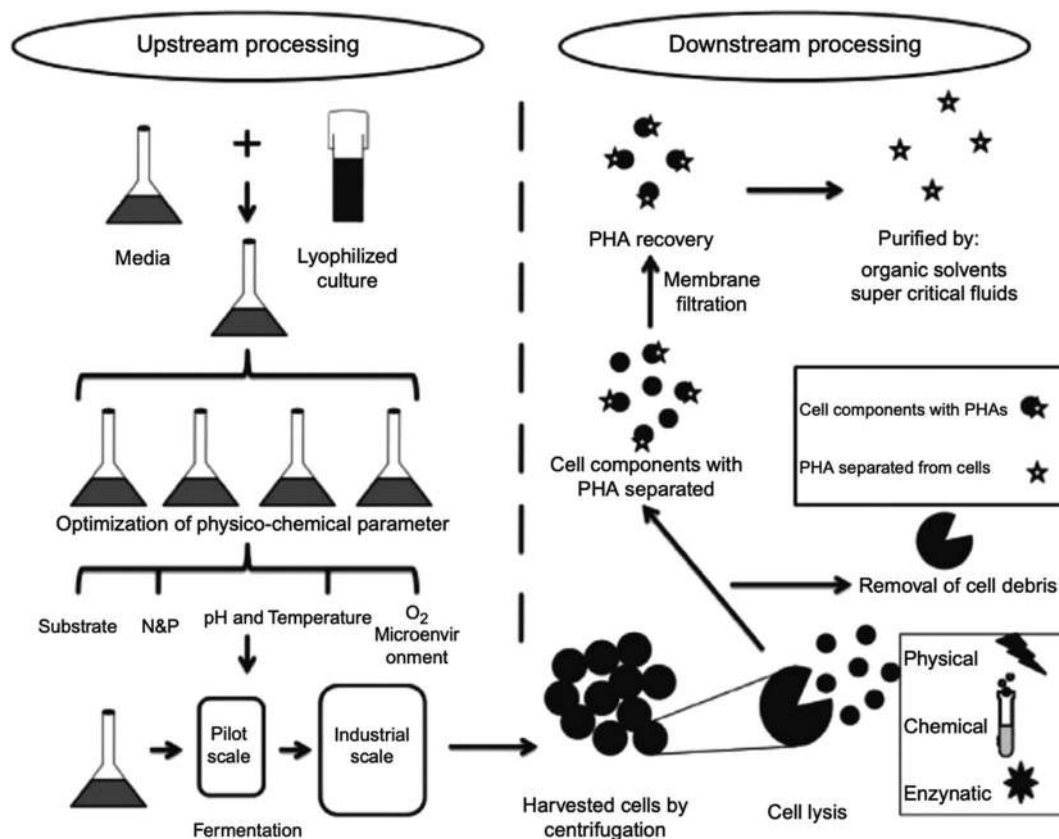 Upstream processing
Media
Lyophilized
culture
Optimization of physico-chemical parameter
Substrate
N&P
pH and Temperature
O2
Microenvir
onment
Pilot
scale
Industrial
scale
Fermentation
Downstream processing
PHA recovery
Purified by:
organic solvents
super critical fluids
Membrane
filtration
Cell components with
PHA separated
Cell components with PHAs
PHA separated from cells
Removal of cell debris
Physical
Chemical
Enzynatic
Harvested cells by
centrifugation
Cell lysis